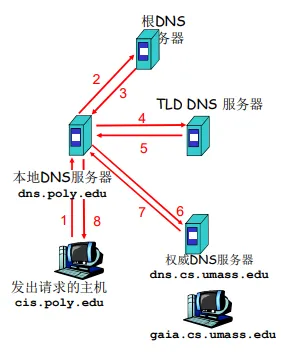 根DNS
务器
2
3
TLD DNS 服务器
4
5
本地DNS服务器
dns.poly.edu
1
8
7
6
权威DNS服务器
dns.cs.umass.edu
发出请求的主机
cis.poly.edu
gaia.cs.umass.edu